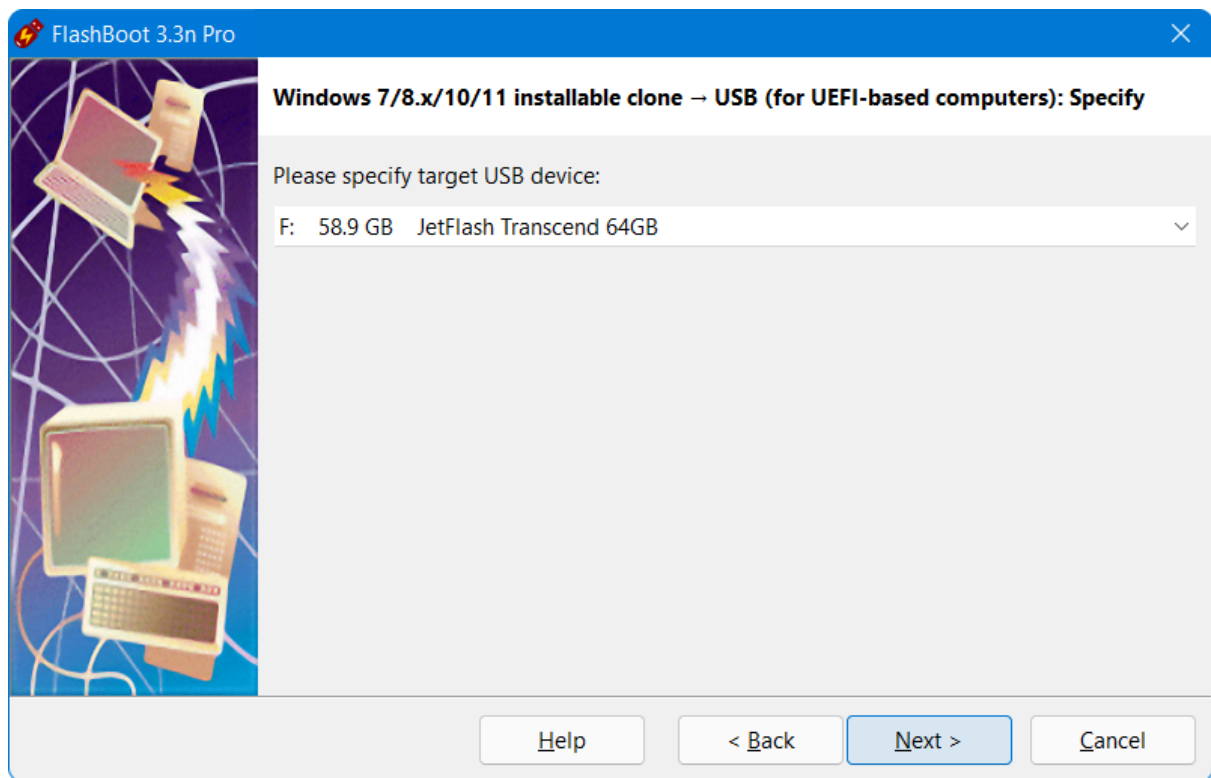 FlashBoot 3.3n Pro
Windows 7/8.x/10/11 installable clone → USB (for UEFI-based computers): Specify
Please specify target USB device:
F: 58.9 GB JetFlash Transcend 64GB
Help < Back Next > Cancel